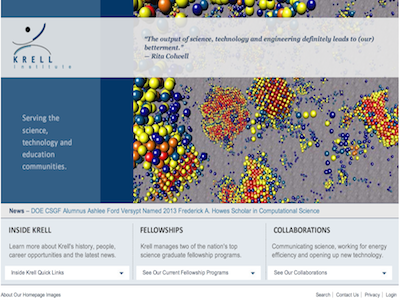 "The output of science, technology and engineering definitely leads to (our)
betterment."
— Rita Colwell
KRELL
institute
Serving the
science,
technology and
education
communities.
News – DOE CSGF Alumnus Ashlee Ford Versypt Named 2013 Frederick A. Howes Scholar in Computational Science
INSIDE KRELL
Learn more about Krell's history, people,
career opportunities and the latest news.
Inside Krell Quick Links
FELLOWSHIPS
Krell manages two of the nation's top
science graduate fellowship programs.
See Our Current Fellowship Programs
COLLABORATIONS
Communicating science, working for energy
efficiency and opening up new technology.
See Our Collaborations
About Our Homepage Images
Search | Contact Us | Privacy | Login